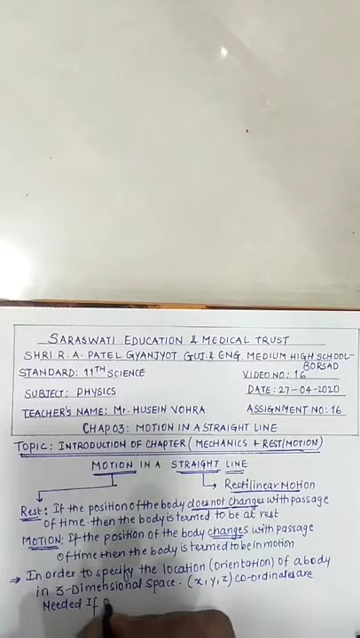 SARASWATI EDUCATION & MEDICAL TRUST
SHRI R.A. PATEL GYANJYOT GUJ. & ENG. MEDIUM HIGH SCHOOL-BORSAD
STANDARD: 11TH SCIENCE VIDEO NO: 16
SUBJECT: PHYSICS DATE: 27-04-2020
TEACHER'S NAME: Mr. HUSEIN VOHRA ASSIGNMENT NO: 16
CHAP 03: MOTION IN A STRAIGHT LINE
TOPIC: INTRODUCTION OF CHAPTER (MECHANICS + REST/MOTION)
MOTION IN A STRAIGHT LINE
→ Rectilinear Motion
Rest: If the position of the body does not changes with passage
of time then the body is termed to be at rest
MOTION: If the position of the body changes with passage
of time then the body is termed to be in motion
→ In order to specify the location (orientation) of a body
in 3-Dimensional space. (x, y, z) co-ordinates are
Needed If